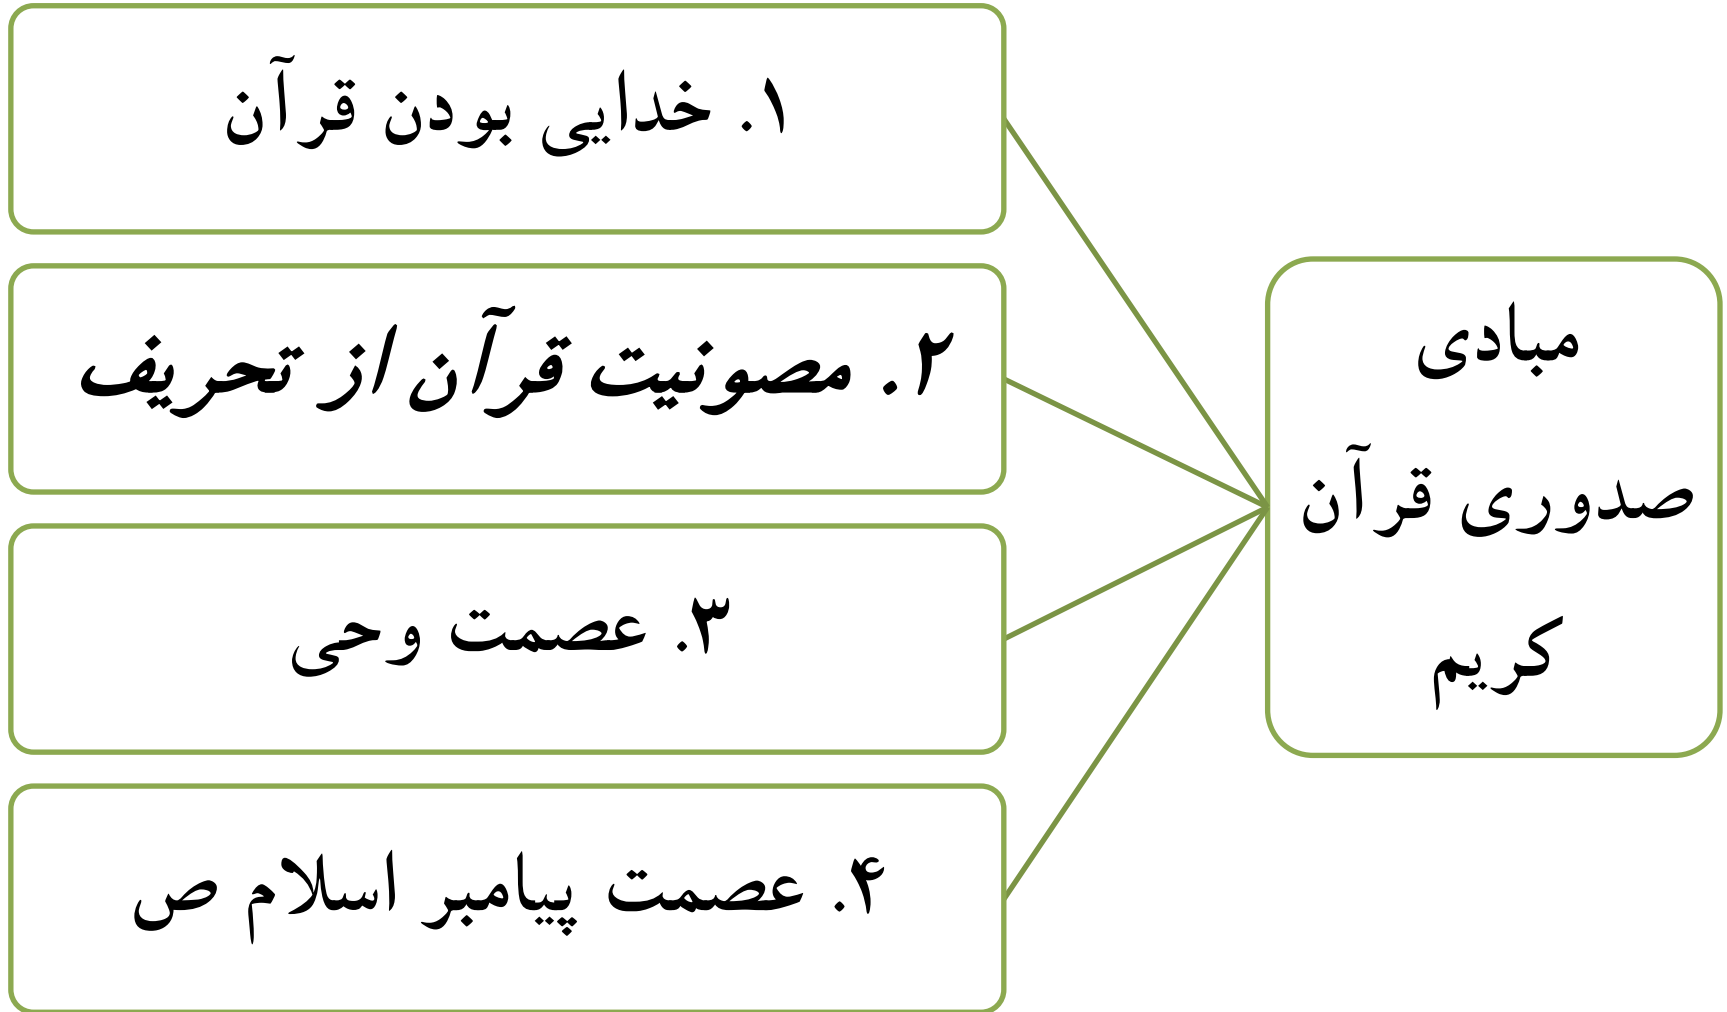 مبادی
صدوری قرآن
کریم
۱. خدایی بودن قرآن
۲. مصونیت قرآن از تحریف
۳. عصمت وحی
۴. عصمت پیامبر اسلام ص